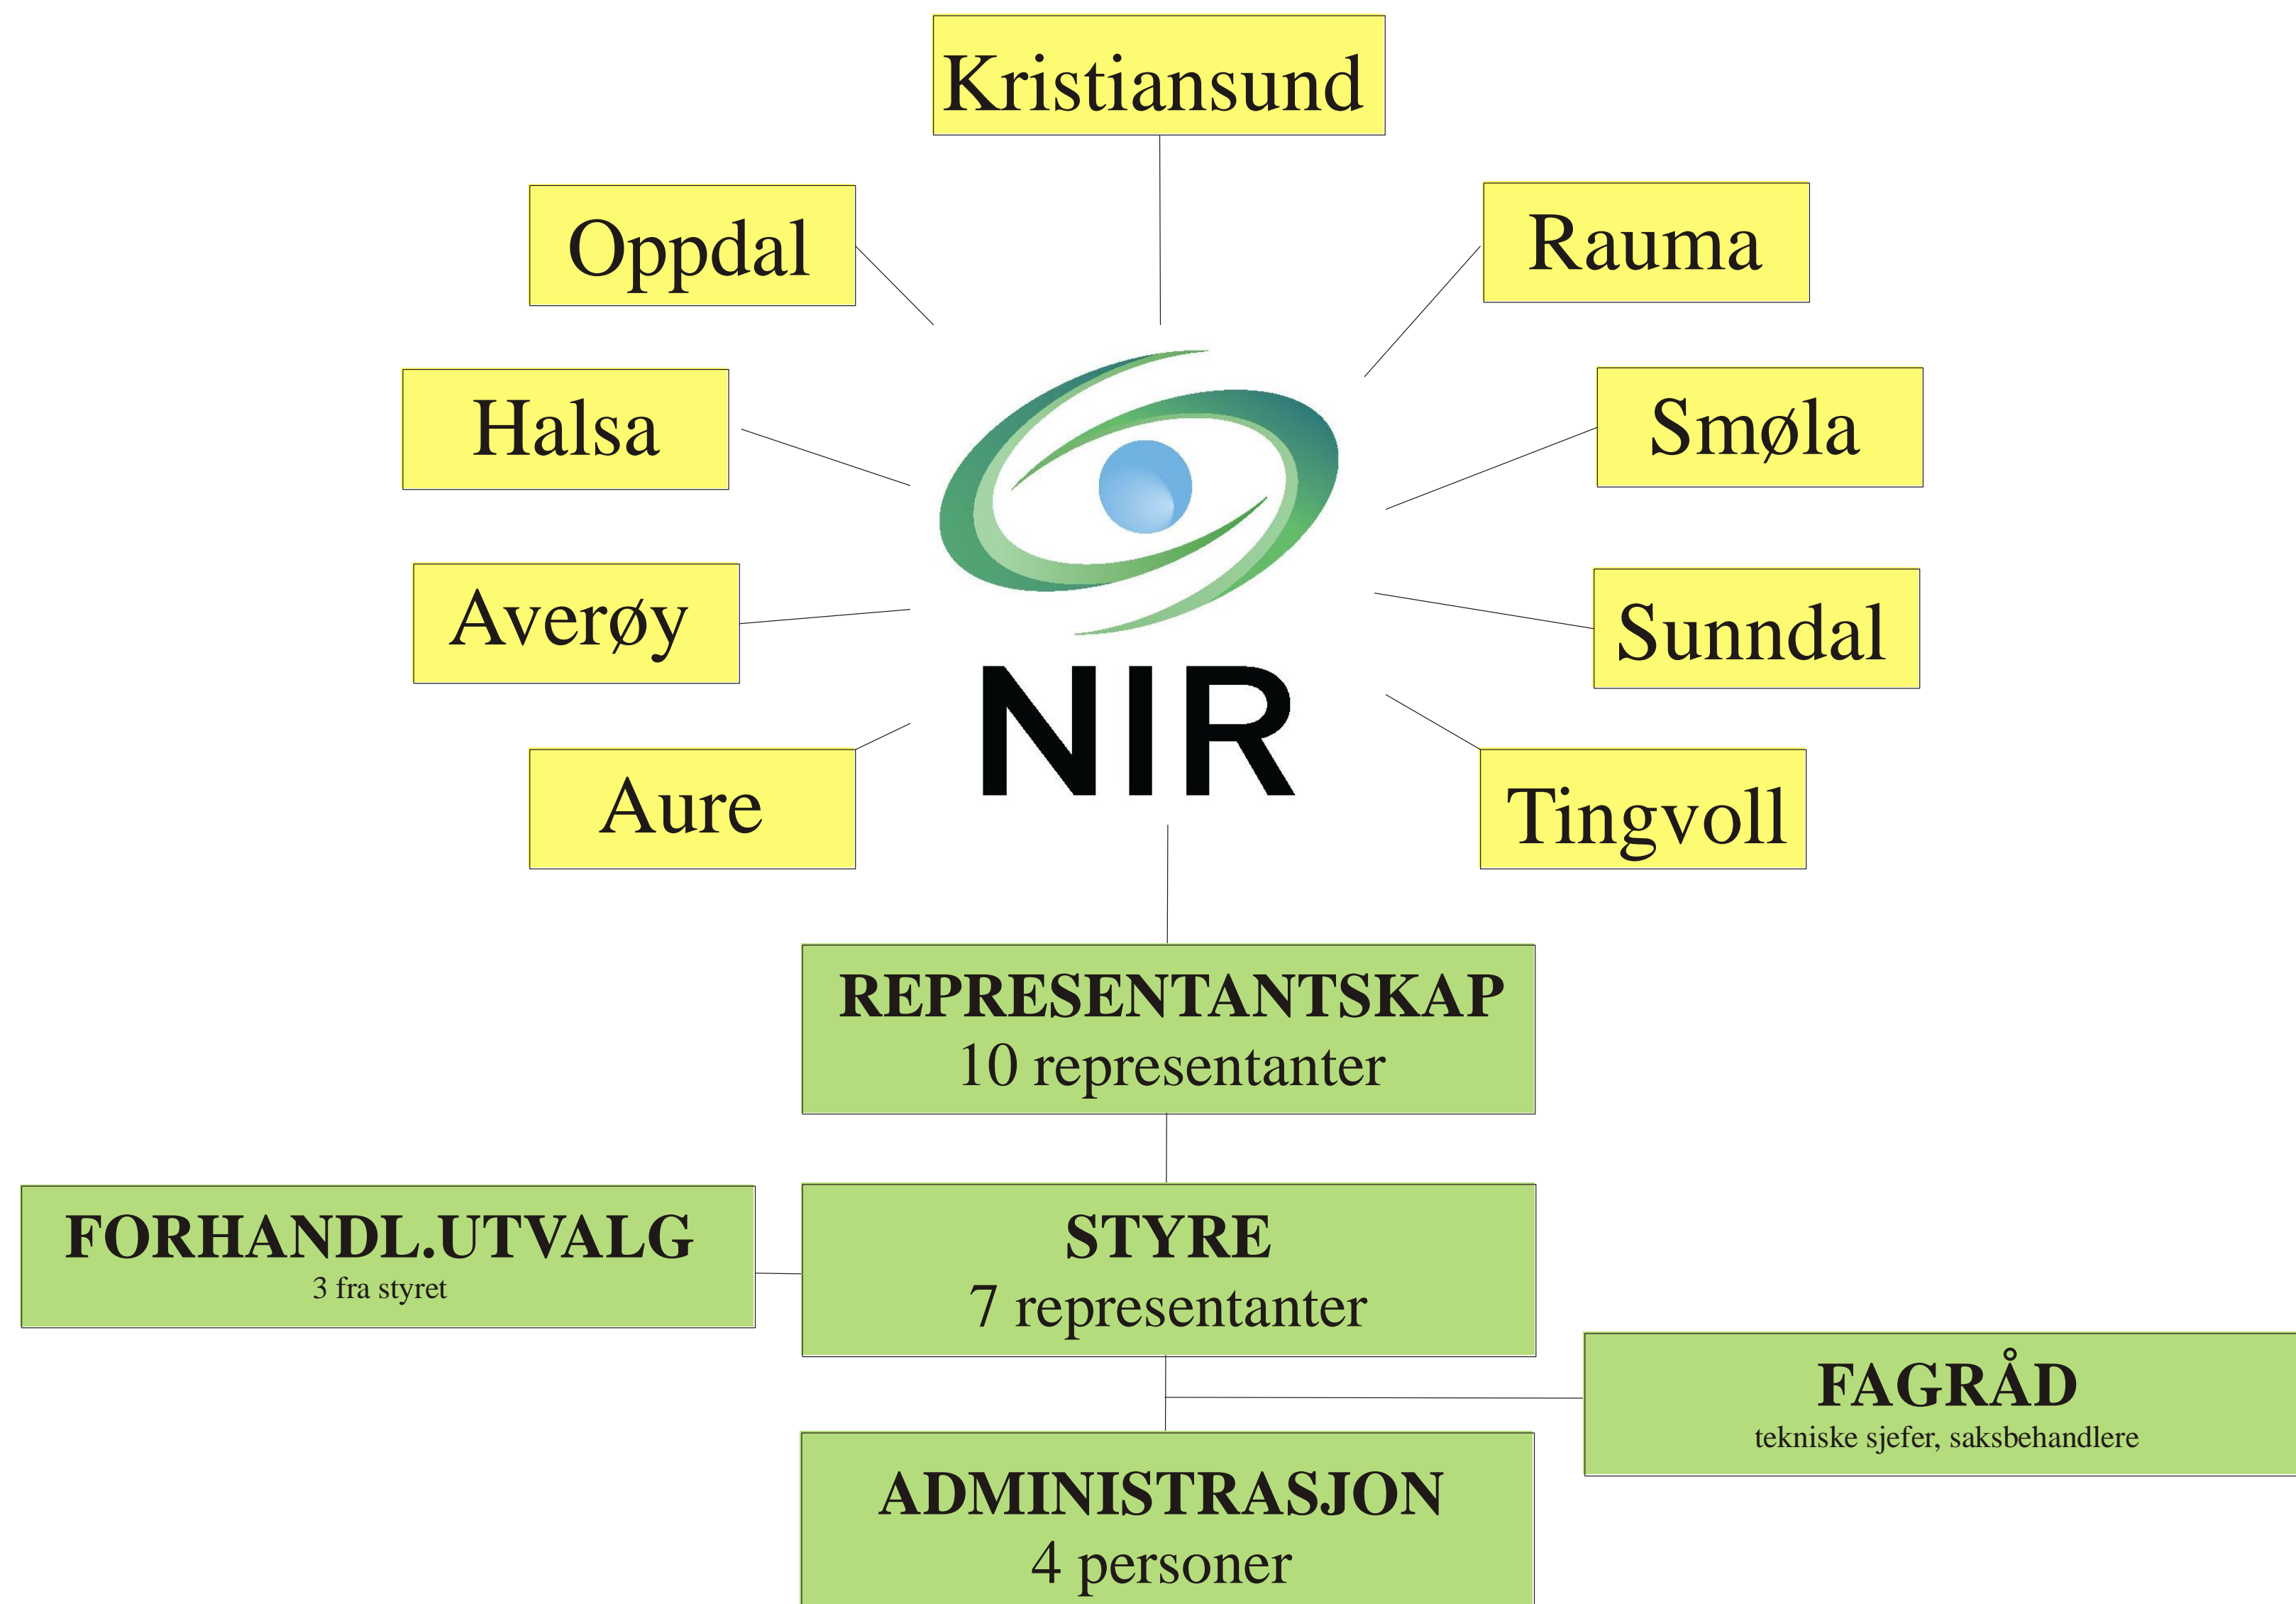 Kristiansund
Oppdal
Rauma
Halsa
Smøla
Averøy
Sunndal
NIR
Aure
Tingvoll
REPRESENTANTSKAP
10 representanter
FORHANDL.UTVALG
3 fra styret
STYRE
7 representanter
FAGRÅD
tekniske sjefer, saksbehandlere
ADMINISTRASJON
4 personer